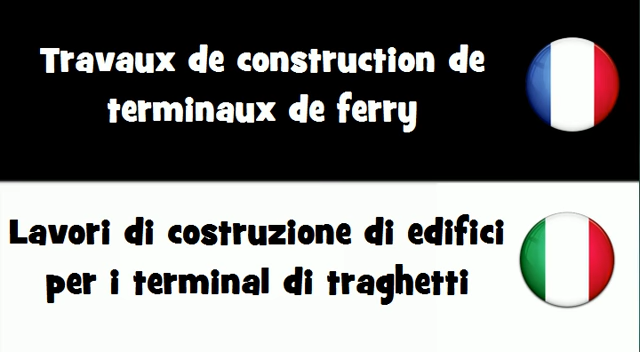 Travaux de construction de
terminaux de ferry
Lavori di costruzione di edifici
per i terminal di traghetti